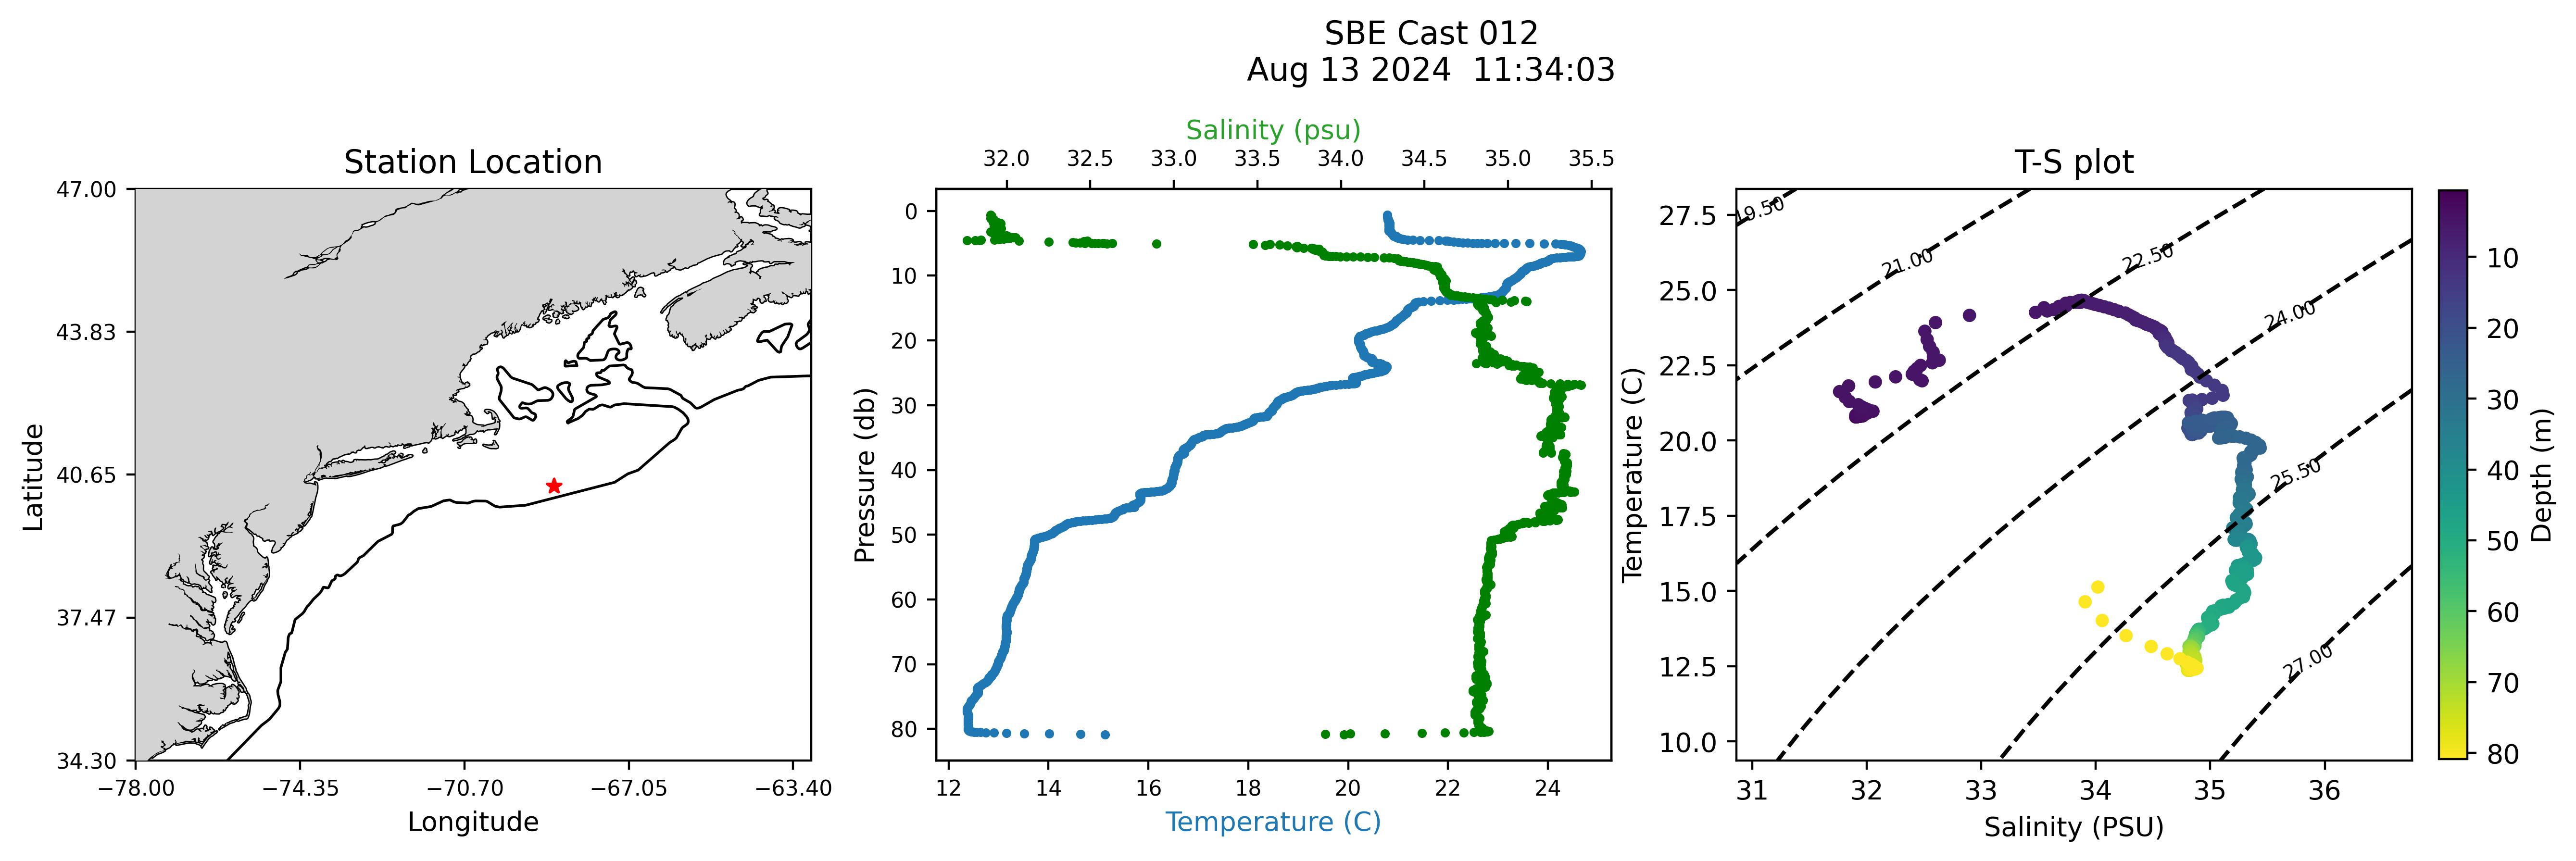 SBE Cast 012
Aug 13 2024  11:34:03
Station Location
47.00
43.83
40.65
37.47
34.30
Latitude
−78.00 −74.35 −70.70 −67.05 −63.40
Longitude
Salinity (psu)
32.0 32.5 33.0 33.5 34.0 34.5 35.0 35.5
0
10
20
30
40
50
60
70
80
Pressure (db)
12 14 16 18 20 22 24
Temperature (C)
T-S plot
27.5
25.0
22.5
20.0
17.5
15.0
12.5
10.0
Temperature (C)
19.50
21.00
22.50
24.00
25.50
27.00
31 32 33 34 35 36
Salinity (PSU)
10
20
30
40
50
60
70
80
Depth (m)